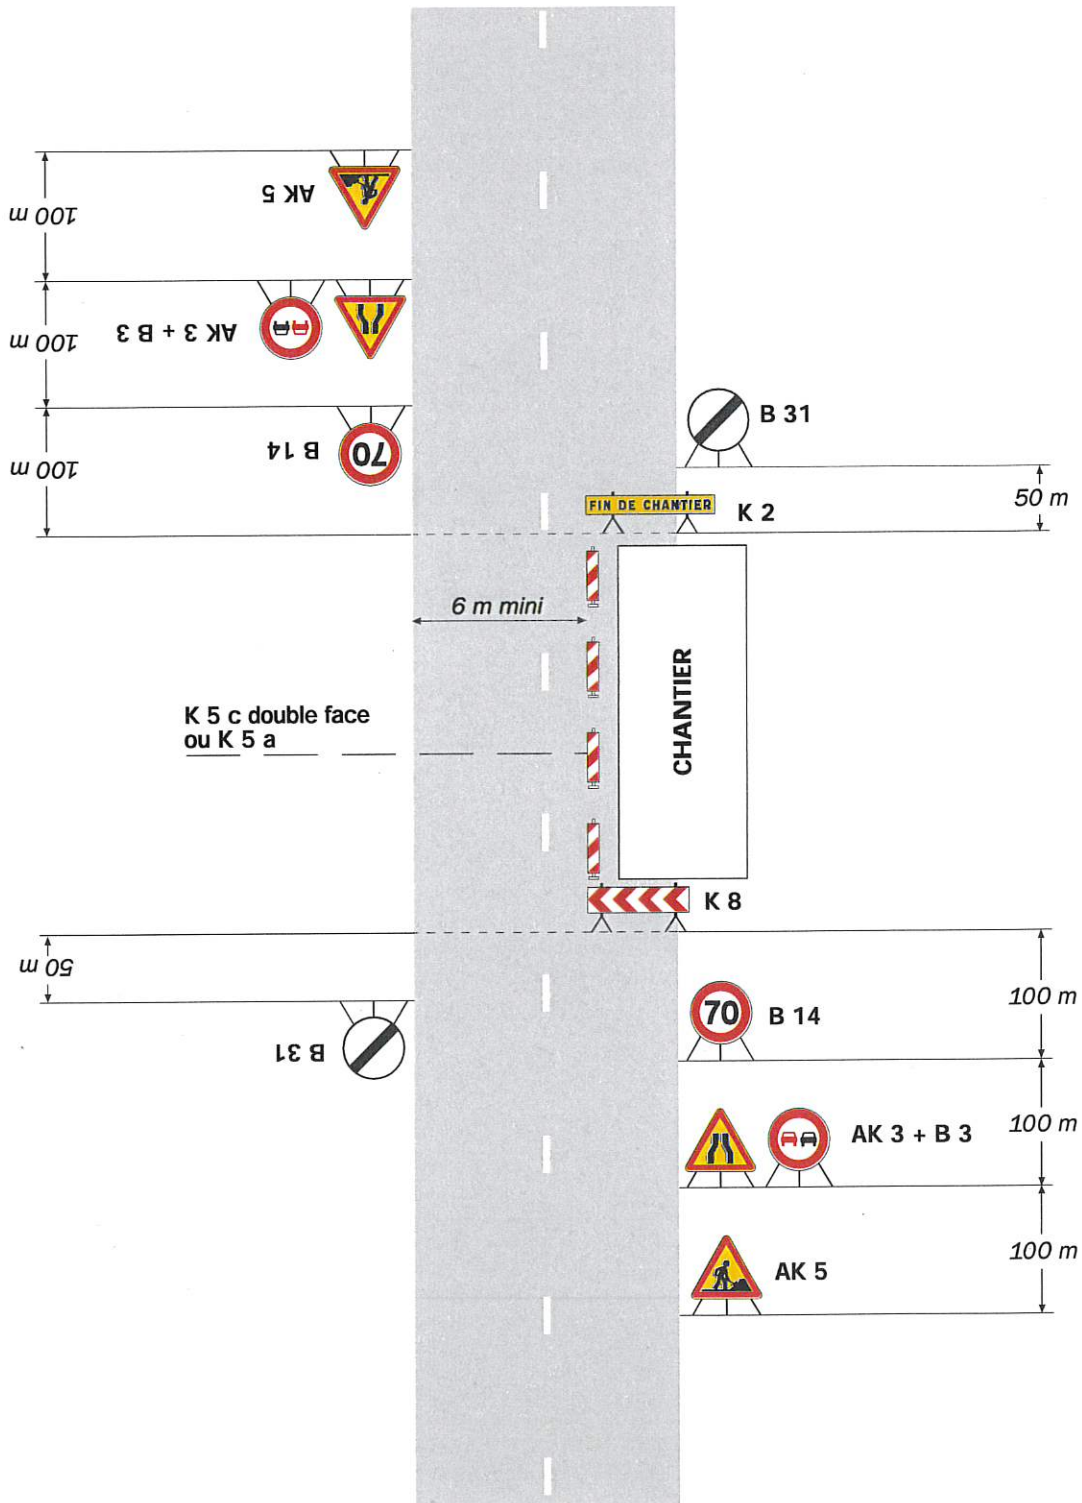 AK 5
100 m
AK 3 + B 3
100 m
70
B 14
100 m
B 31
50 m
FIN DE CHANTIER
K 2
6 m mini
CHANTIER
K 5 c double face
ou K 5 a
K 8
50 m
B 31
70
B 14
100 m
AK 3 + B 3
100 m
AK 5
100 m